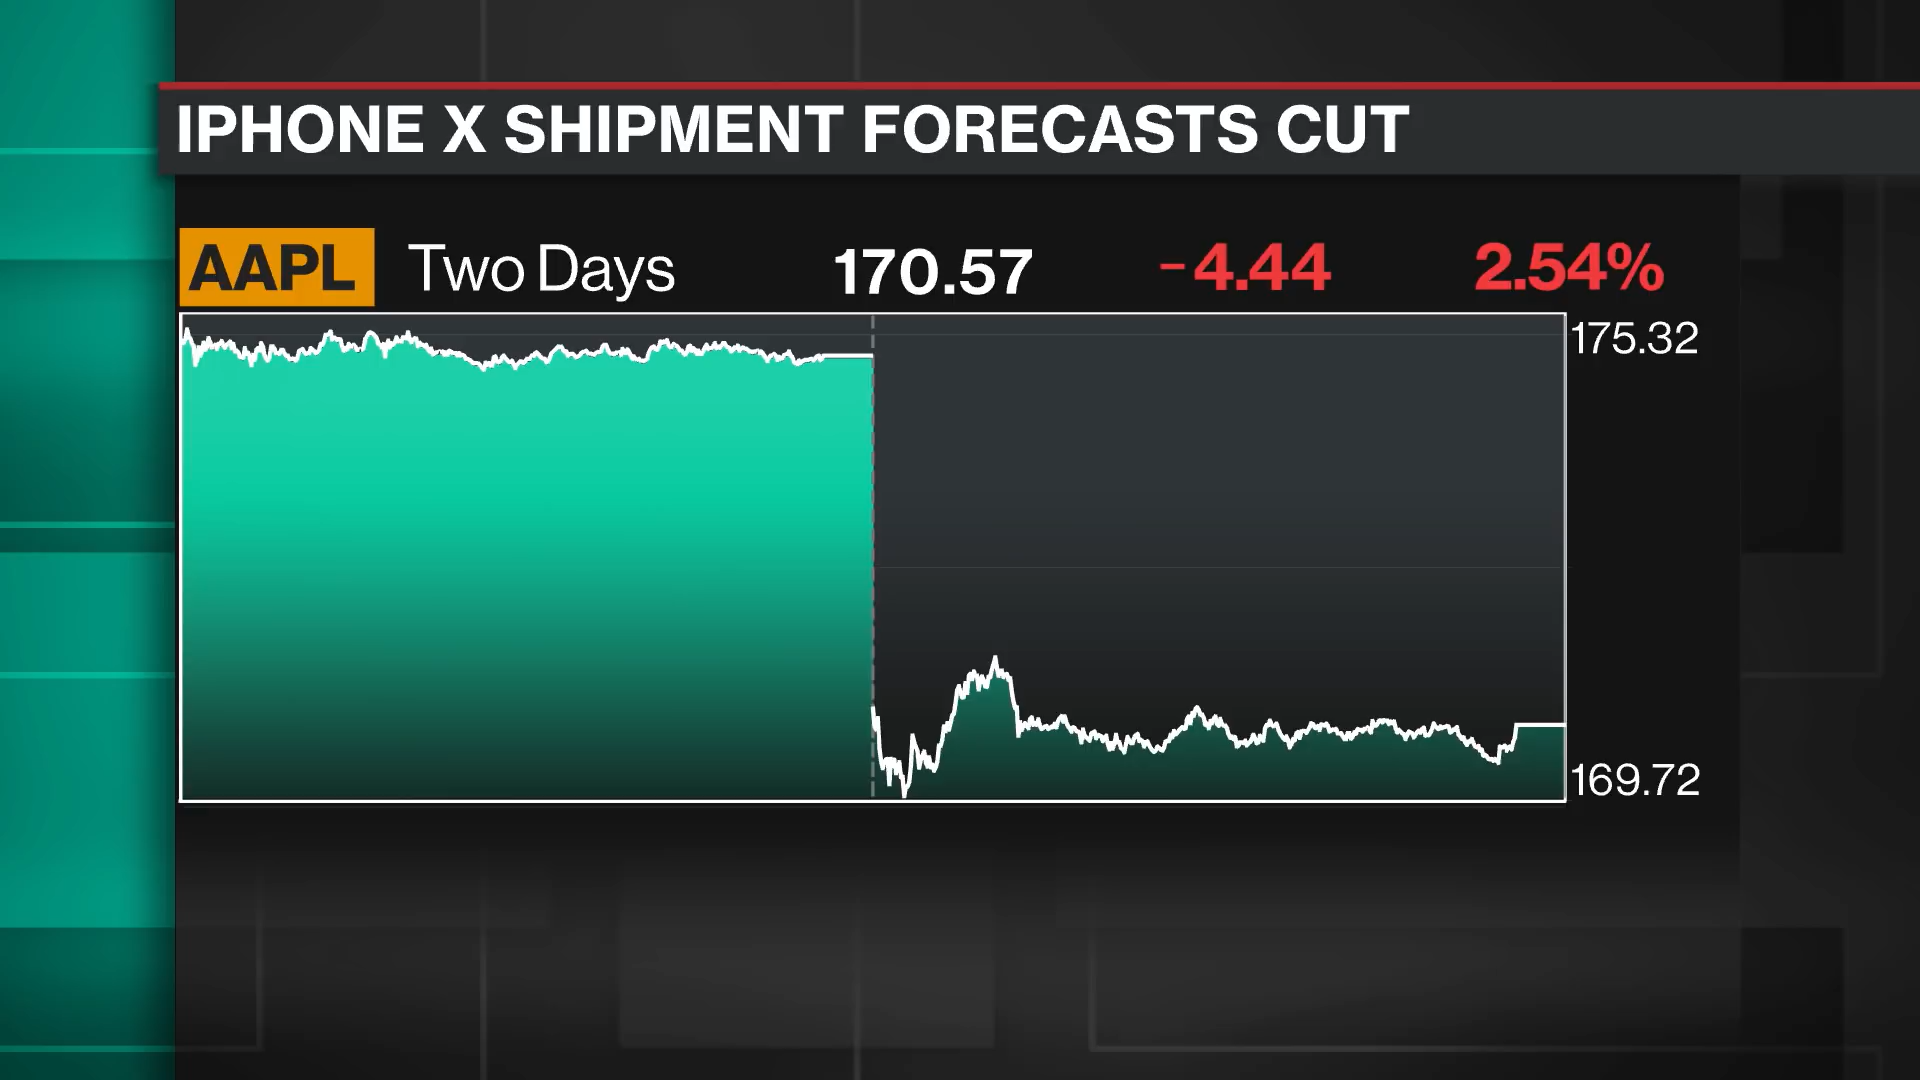 IPHONE X SHIPMENT FORECASTS CUT
AAPL Two Days 170.57 -4.44 2.54%
175.32
169.72